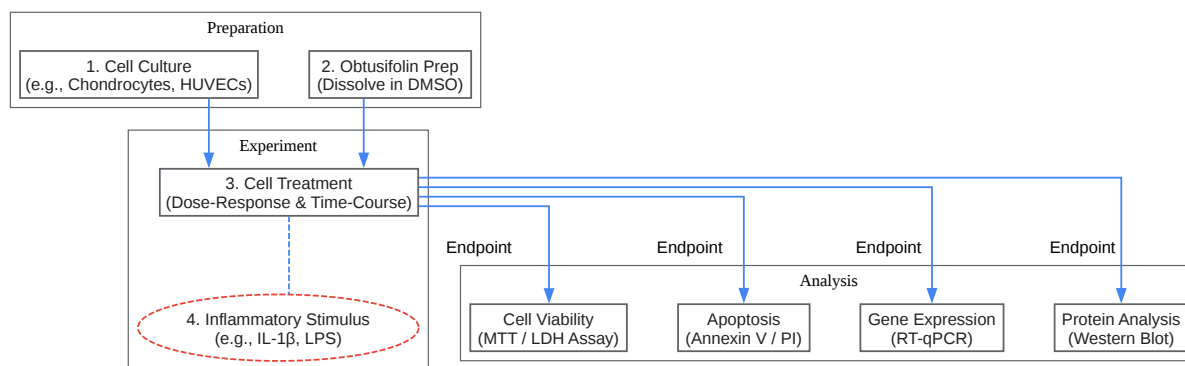 Preparation
1. Cell Culture
(e.g., Chondrocytes, HUVECs)
2. Obtusifolin Prep
(Dissolve in DMSO)
Experiment
3. Cell Treatment
(Dose-Response & Time-Course)
4. Inflammatory Stimulus
(e.g., IL-1β, LPS)
Endpoint
Endpoint
Endpoint
Endpoint
Analysis
Cell Viability
(MTT / LDH Assay)
Apoptosis
(Annexin V / PI)
Gene Expression
(RT-qPCR)
Protein Analysis
(Western Blot)